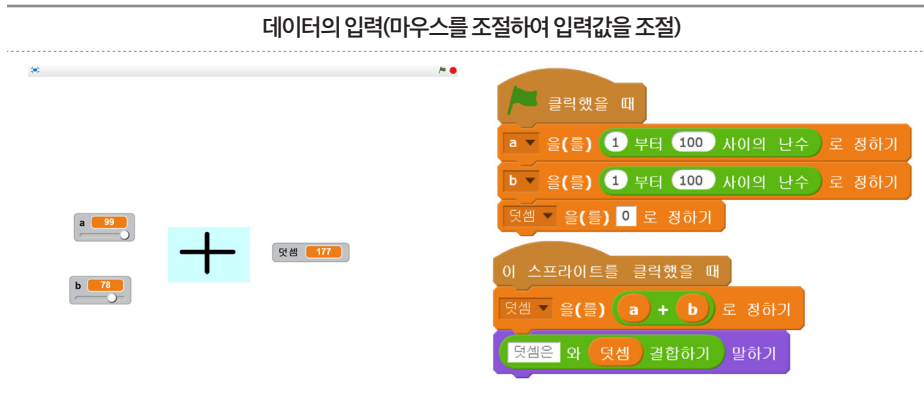 데이터의 입력(마우스를 조절하여 입력값을 조절)
a 99
b 78
덧셈 177
클릭했을 때
a 을(를) 1 부터 100 사이의 난수 로 정하기
b 을(를) 1 부터 100 사이의 난수 로 정하기
덧셈 을(를) 0 로 정하기
이 스프라이트를 클릭했을 때
덧셈 을(를) a + b 로 정하기
덧셈은 와 덧셈 결합하기 말하기